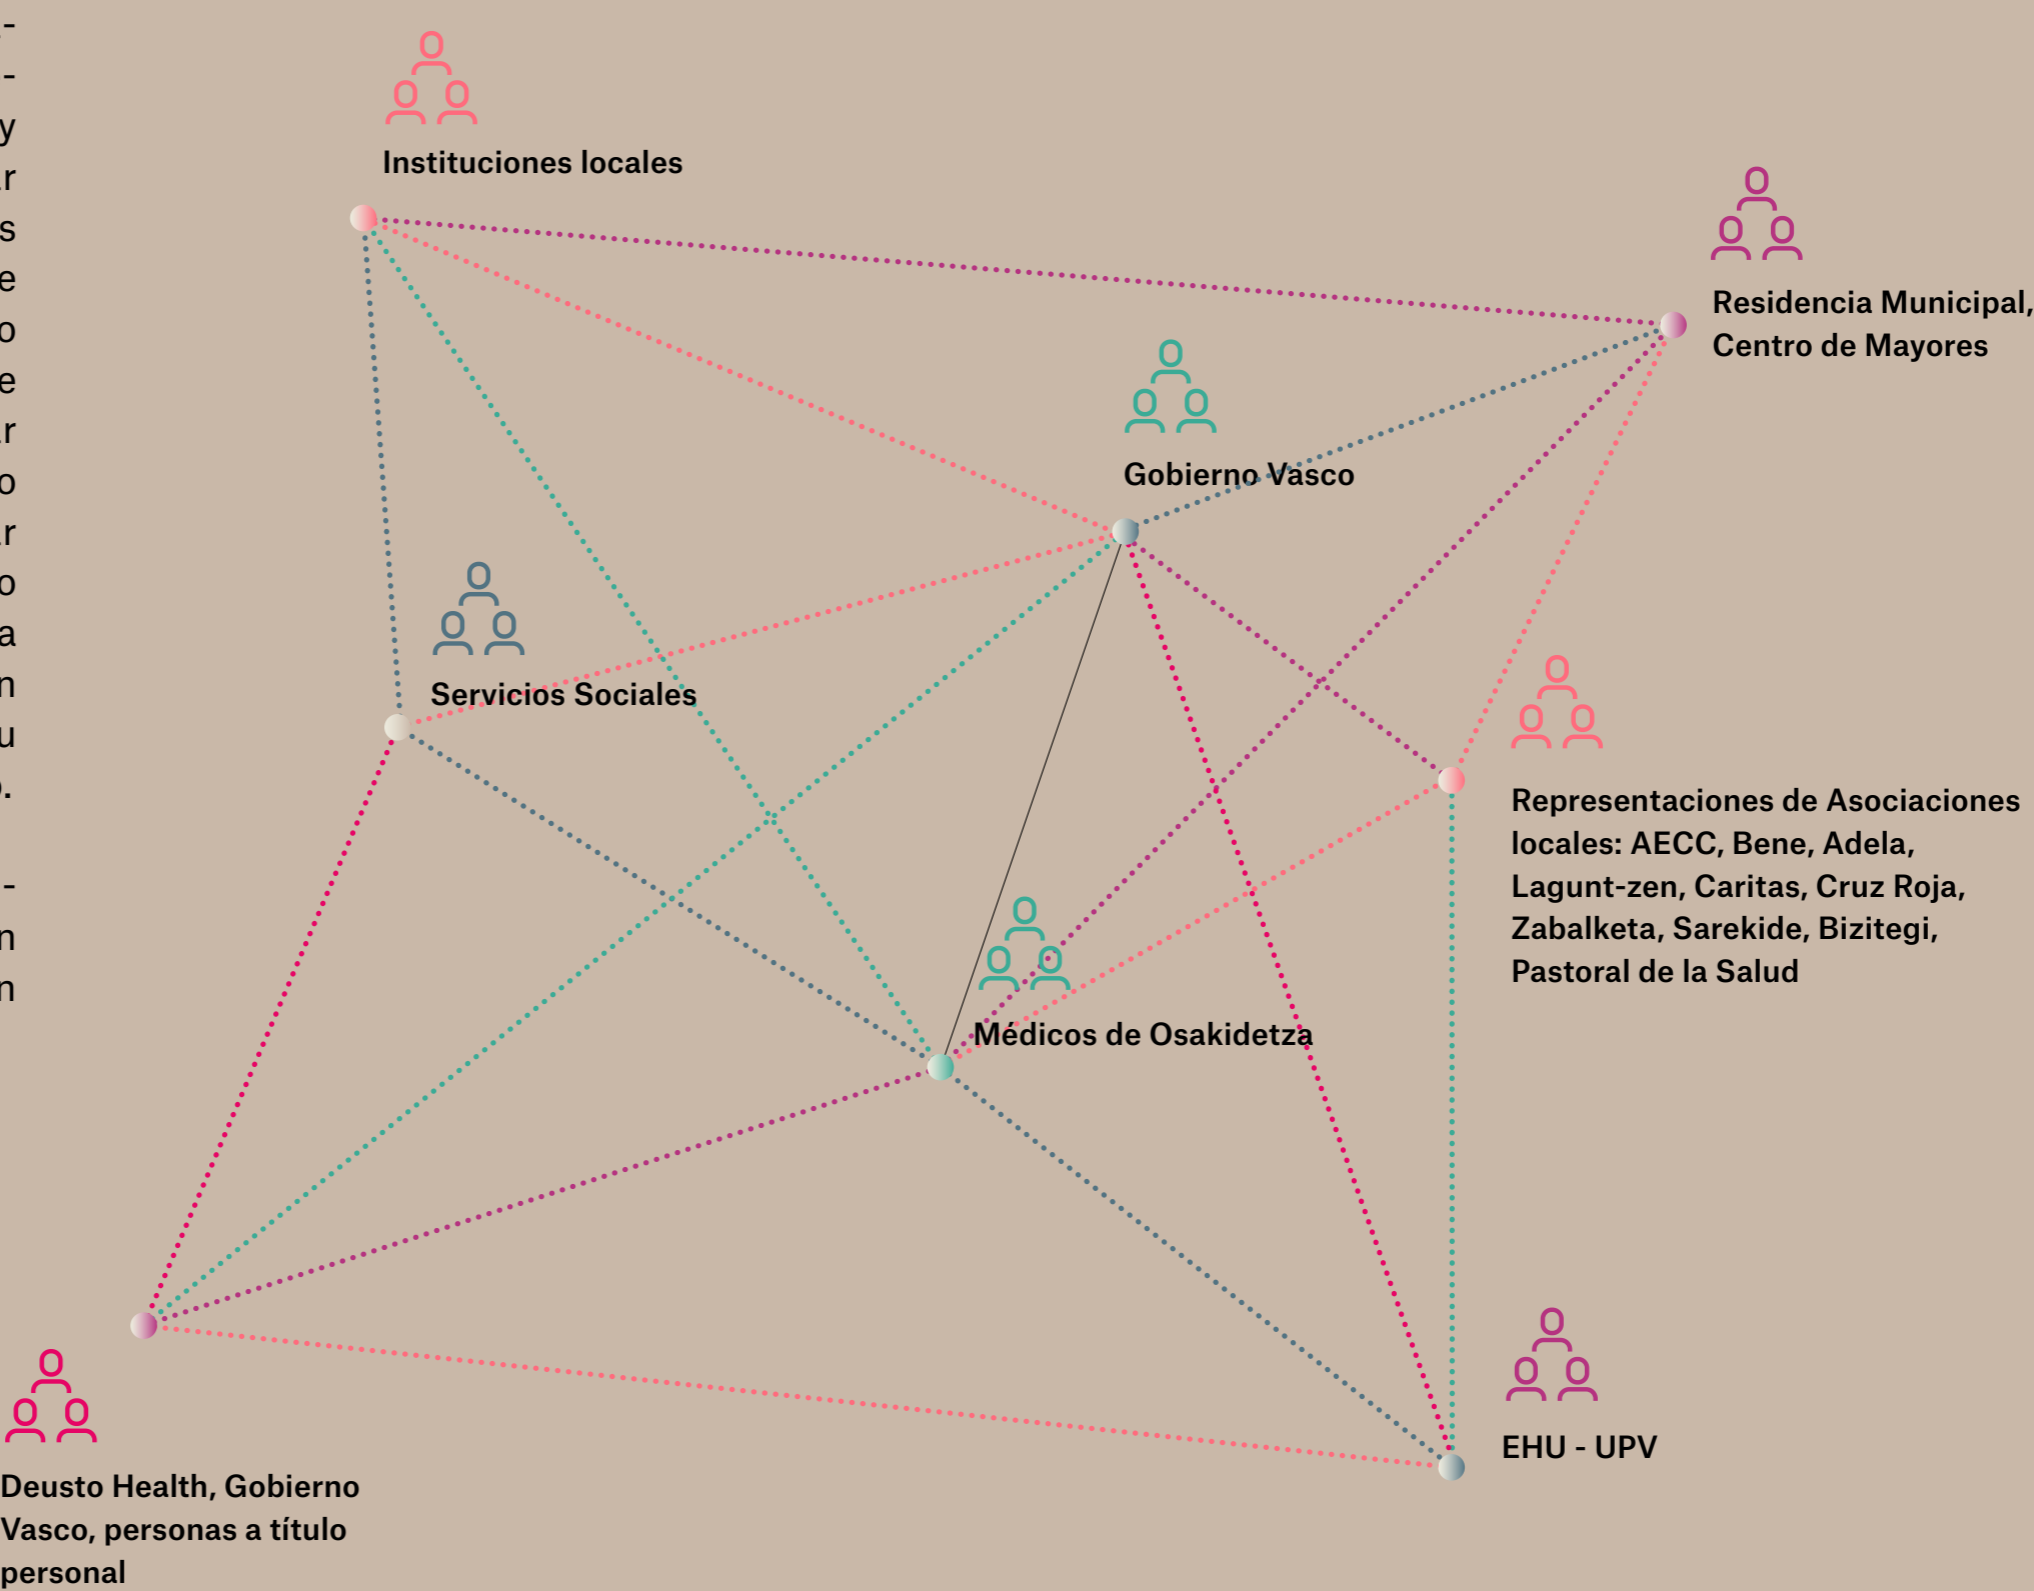 Instituciones locales
Residencia Municipal,
Centro de Mayores
Gobierno Vasco
Servicios Sociales
Representaciones de Asociaciones
locales: AECC, Bene, Adela,
Lagunt-zen, Caritas, Cruz Roja,
Zabalketa, Sarekide, Bizitegi,
Pastoral de la Salud
Médicos de Osakidetza
EHU - UPV
Deusto Health, Gobierno
Vasco, personas a título
personal